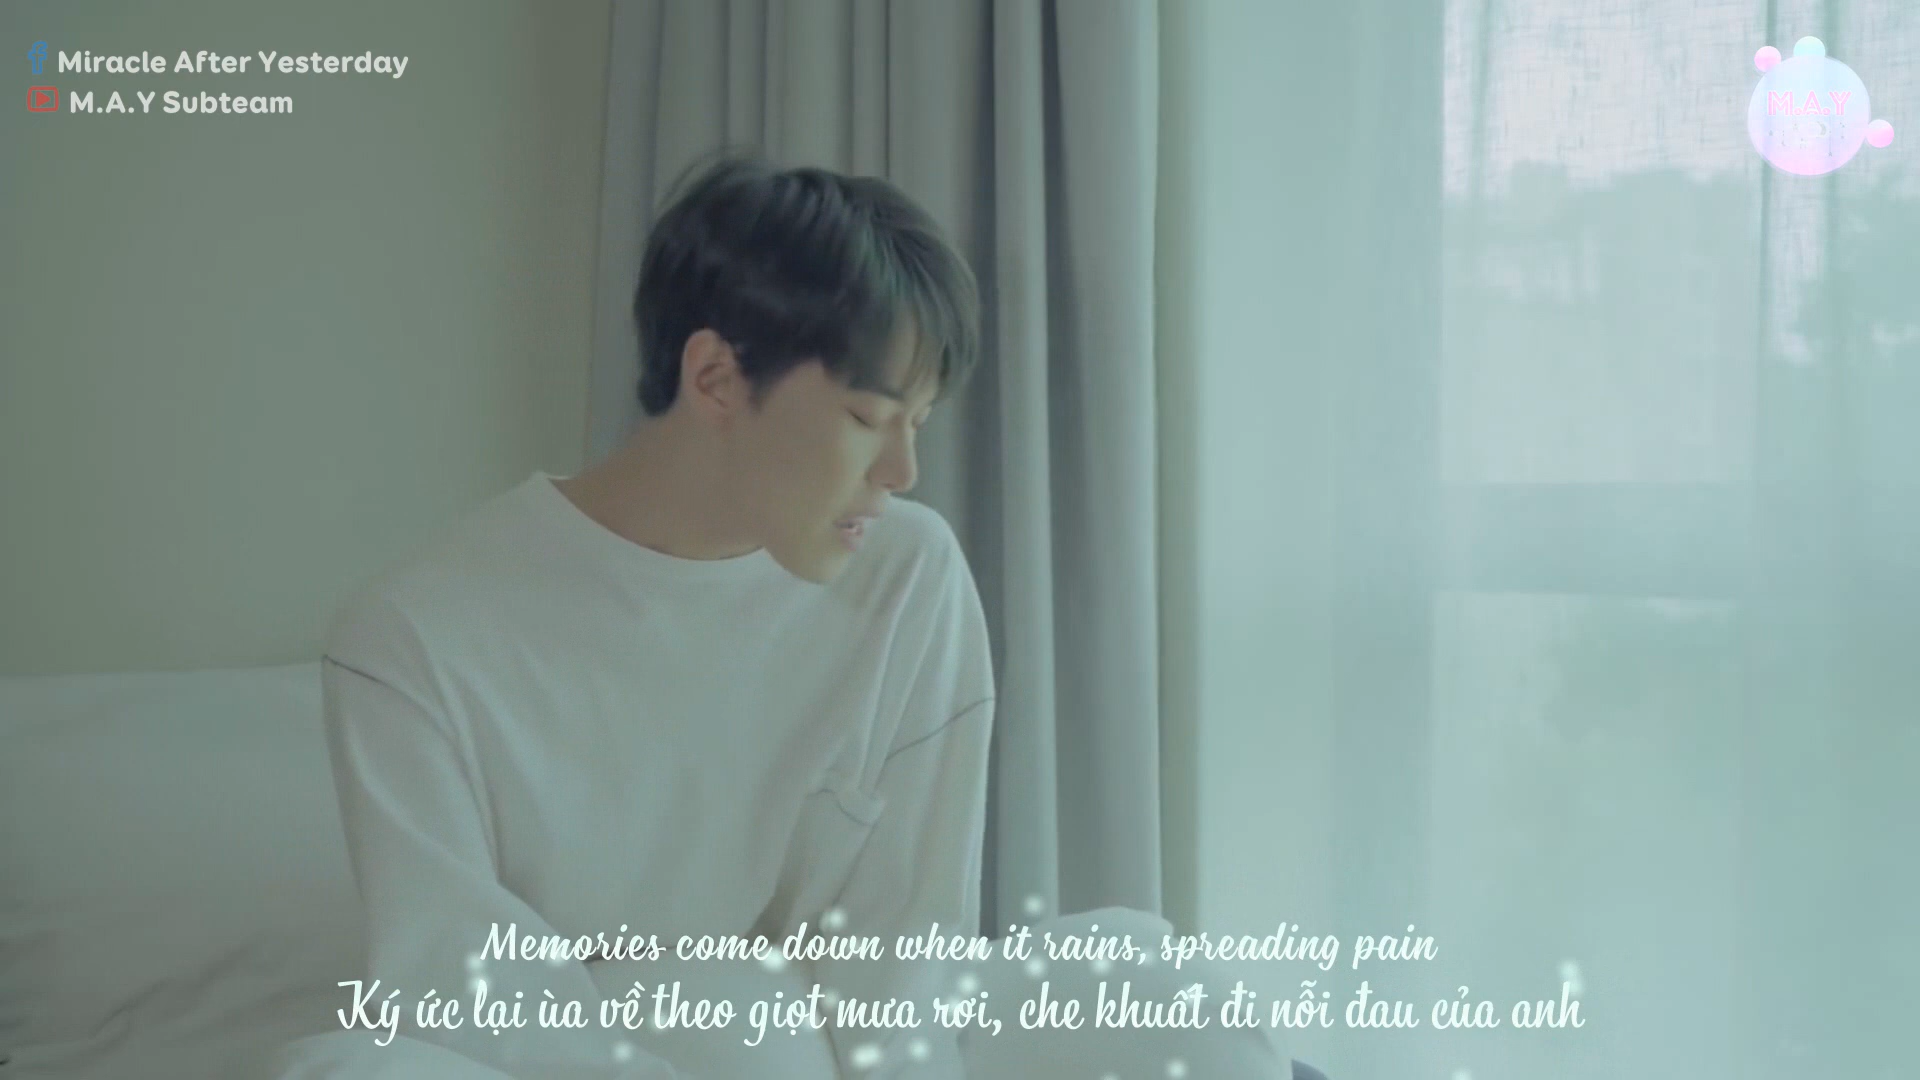 Miracle After Yesterday
M.A.Y Subteam
M.A.Y
Memories come down when it rains, spreading pain
Ký ức lại ùa về theo giọt mưa rơi, che khuất đi nỗi đau của anh